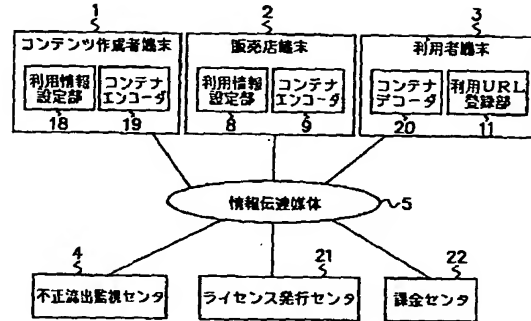 1
コンテンツ作成者端末
利用情報
設定部
18
コンテナ
エンコーダ
19
2
販売店端末
利用情報
設定部
8
コンテナ
エンコーダ
9
3
利用者端末
コンテナ
デコーダ
20
利用URL
登録部
11
情報伝達媒体
5
4
不正流出監視センタ
21
ライセンス発行センタ
22
課金センタ